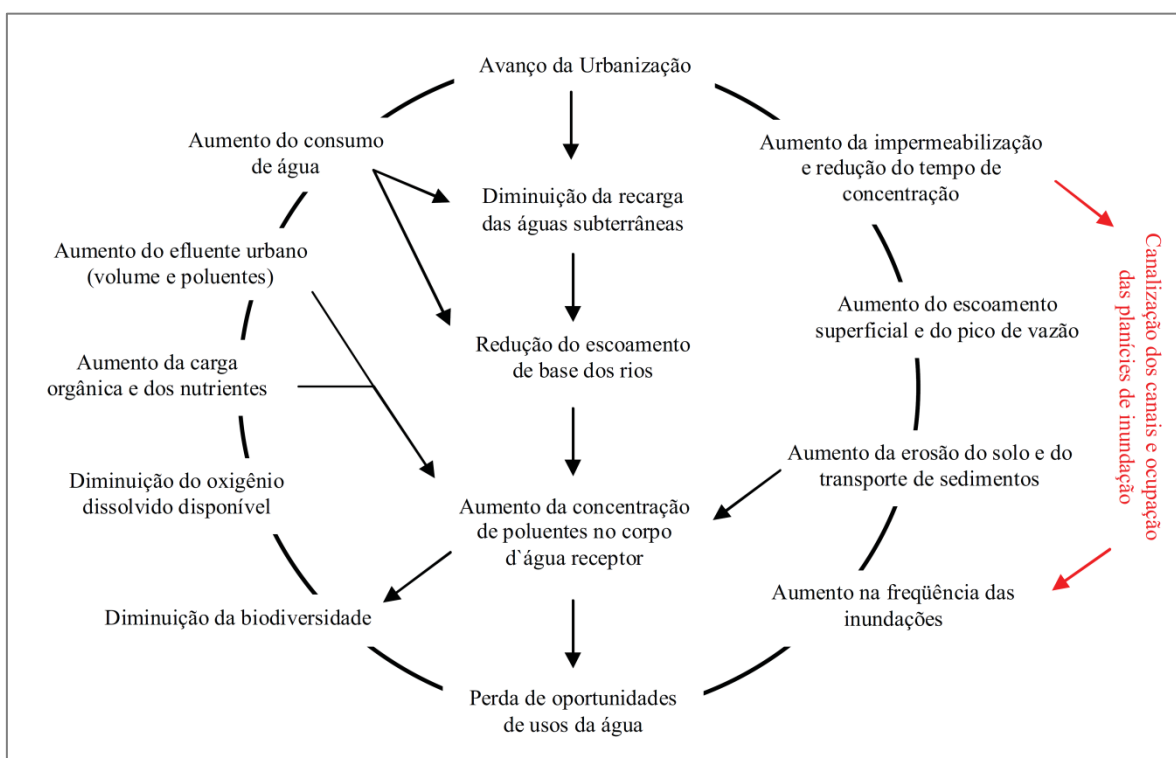 Avanço da Urbanização
Aumento do consumo
de água
Aumento da impermeabilização
e redução do tempo de
concentração
Diminuição da recarga
das águas subterrâneas
Aumento do efluente urbano
(volume e poluentes)
Canalização dos canais e ocupação
das planícies de inundação
Aumento do escoamento
superficial e do pico de vazão
Redução do escoamento
de base dos rios
Aumento da carga
orgânica e dos nutrientes
Aumento da erosão do solo e do
transporte de sedimentos
Diminuição do oxigênio
dissolvido disponível
Aumento da concentração
de poluentes no corpo
d`água receptor
Aumento na freqüência das
inundações
Diminuição da biodiversidade
Perda de oportunidades
de usos da água